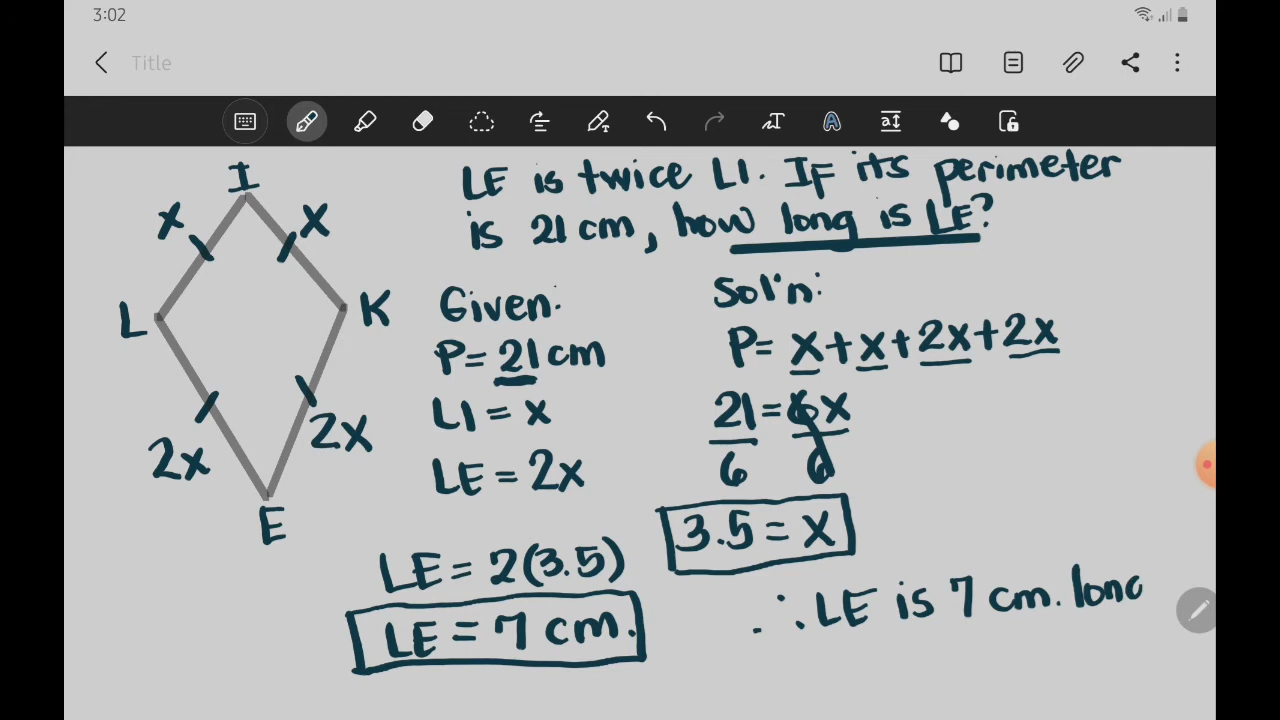 3:02
Title
LE is twice LI. If its perimeter
is 21 cm, how long is LE?
I
x
x
L
K
2x
2x
E
Given:
P= 21 cm
LI = x
LE = 2x
LE = 2(3.5)
LE = 7 cm.
Sol'n:
P= x + x + 2x + 2x
21 = 6x
6 6
3.5 = x
∴ LE is 7 cm. long